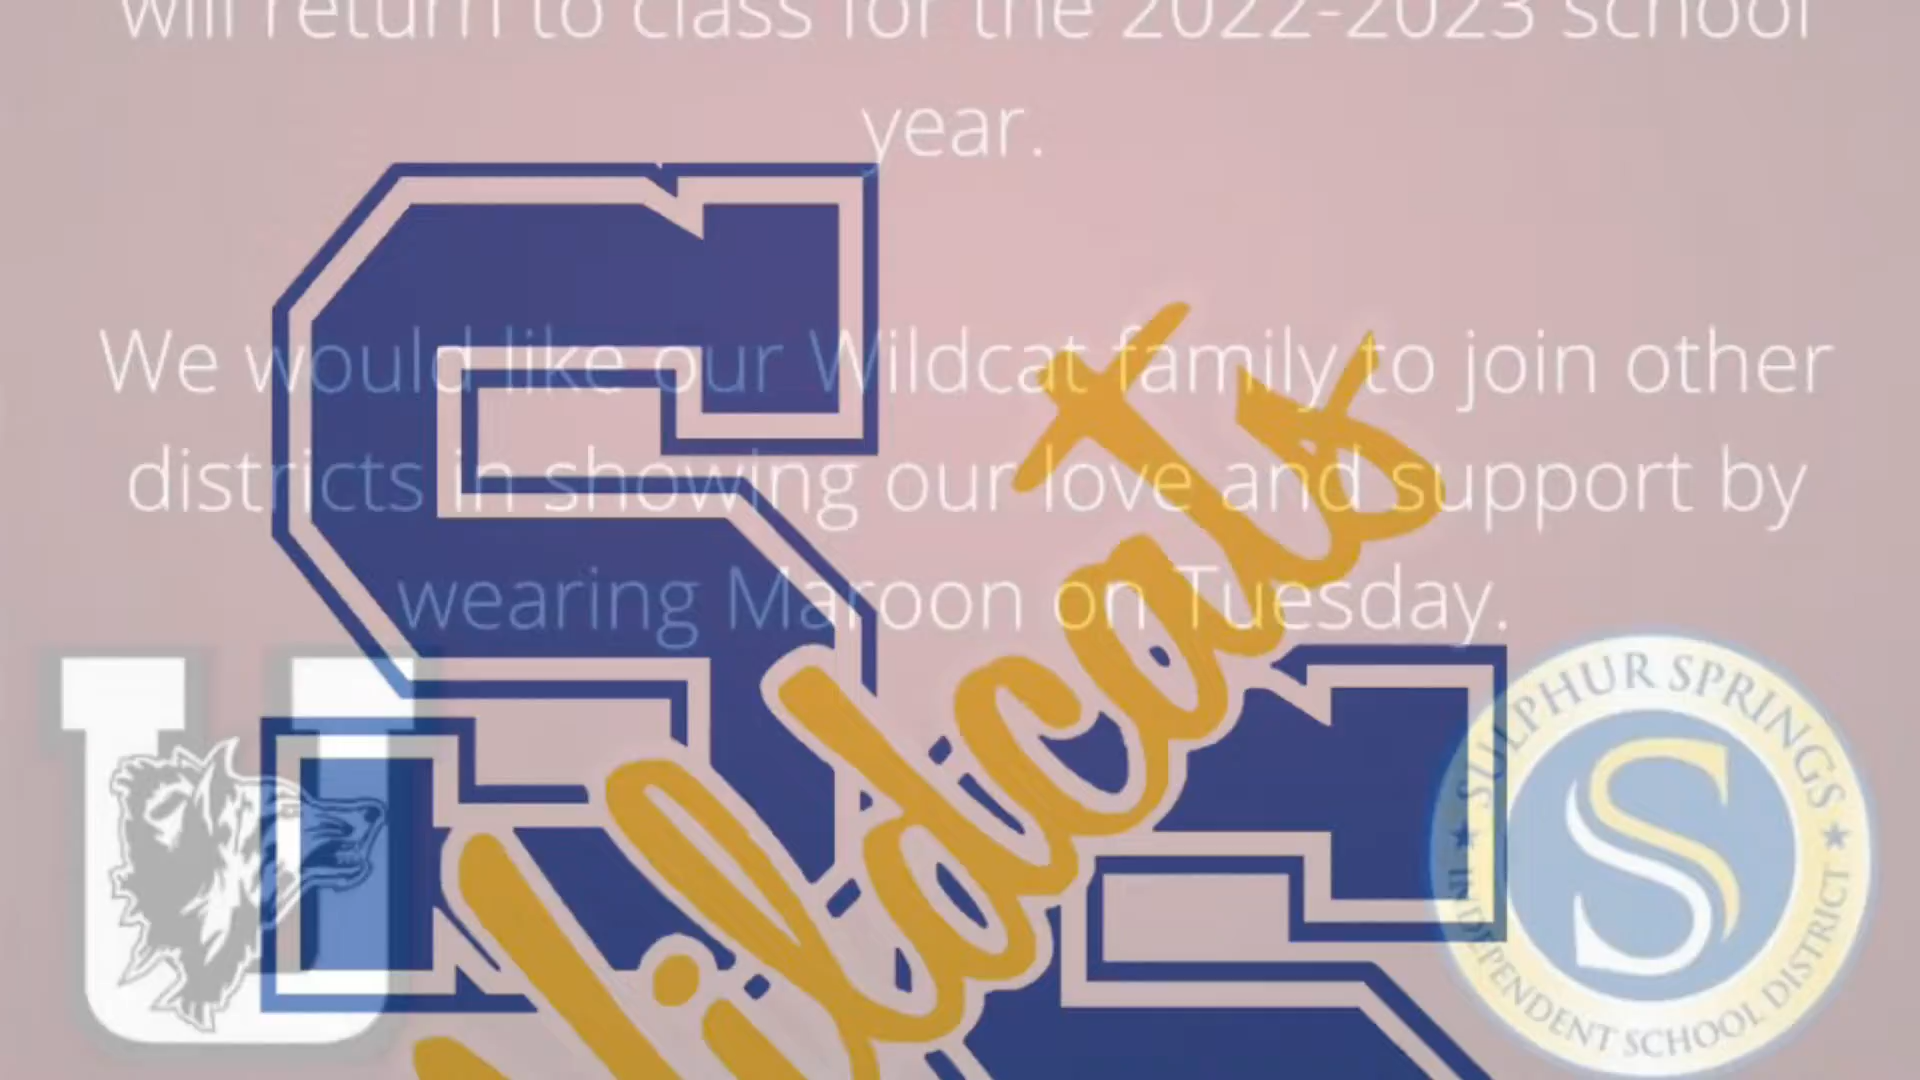 will return to class for the 2022-2023 school
year.
We would like our Wildcat family to join other
districts in showing our love and support by
wearing Maroon on Tuesday.
Wildcats
SS
U
SULPHUR SPRINGS
INDEPENDENT SCHOOL DISTRICT
S